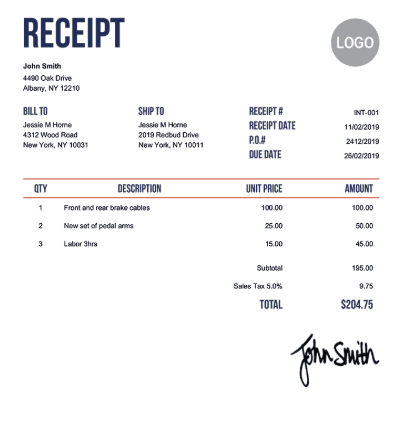 RECEIPT
LOGO
John Smith
4490 Oak Drive
Albany, NY 12210
BILL TO SHIP TO RECEIPT # INT-001
Jessie M Horne Jessie M Horne RECEIPT DATE 11/02/2019
4312 Wood Road 2019 Redbud Drive P.O.# 2412/2019
New York, NY 10031 New York, NY 10011 DUE DATE 26/02/2019
QTY DESCRIPTION UNIT PRICE AMOUNT
1 Front and rear brake cables 100.00 100.00
2 New set of pedal arms 25.00 50.00
3 Labor 3hrs 15.00 45.00
Subtotal 195.00
Sales Tax 5.0% 9.75
TOTAL $204.75
John Smith